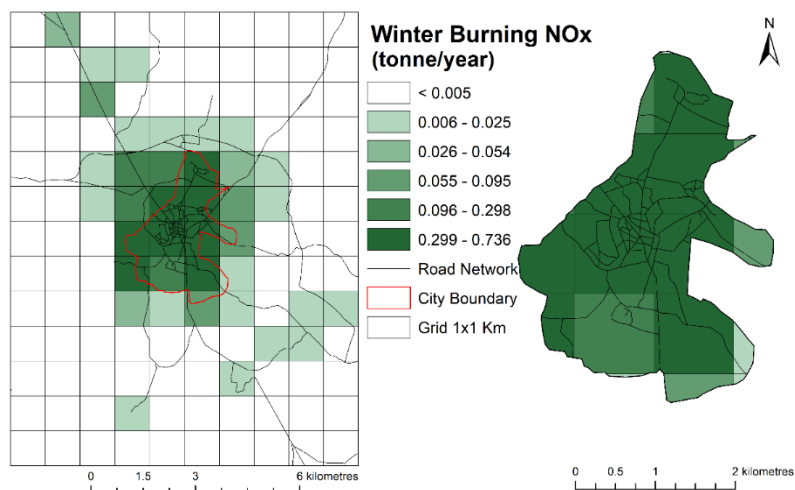 Winter Burning NOx
(tonne/year)
N
< 0.005
0.006 - 0.025
0.026 - 0.054
0.055 - 0.095
0.096 - 0.298
0.299 - 0.736
Road Network
City Boundary
Grid 1x1 Km
0 1.5 3 6 kilometres
0 0.5 1 2 kilometres